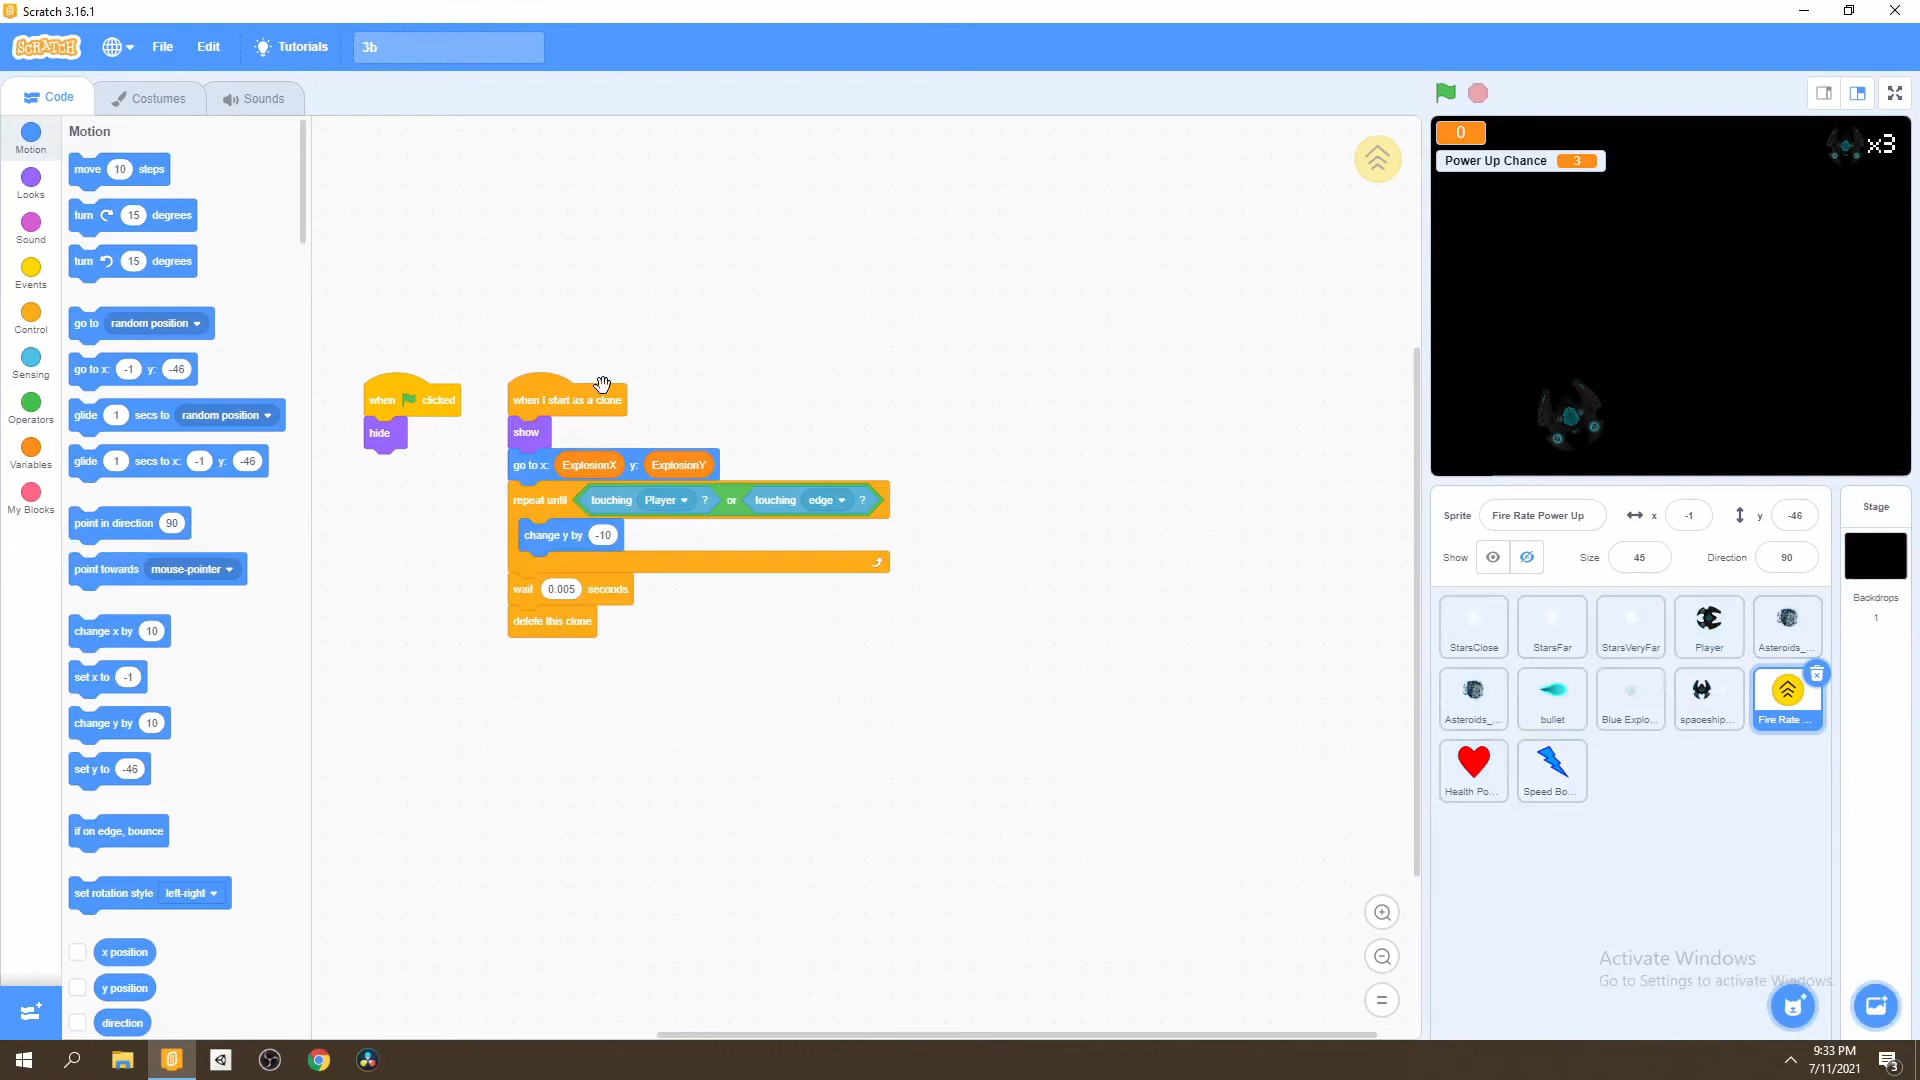 Scratch 3.16.1
SCRATCH
File
Edit
Tutorials
3b
Code
Costumes
Sounds
Motion
Looks
Sound
Events
Control
Sensing
Operators
Variables
My Blocks
Motion
move 10 steps
turn 15 degrees
turn 15 degrees
go to random position
go to x: -1 y: -46
glide 1 secs to random position
glide 1 secs to x: -1 y: -46
point in direction 90
point towards mouse-pointer
change x by 10
set x to -1
change y by 10
set y to -46
if on edge, bounce
set rotation style left-right
x position
y position
direction
when clicked
hide
when I start as a clone
show
go to x: ExplosionX y: ExplosionY
repeat until touching Player ? or touching edge ?
change y by -10
wait 0.005 seconds
delete this clone
0
Power Up Chance 3
x3
Sprite Fire Rate Power Up x -1 y -46
Show Size 45 Direction 90
StarsClose
StarsFar
StarsVeryFar
Player
Asteroids_...
Asteroids_...
bullet
Blue Explo...
spaceship...
Fire Rate ...
Health Po...
Speed Bo...
Stage
Backdrops
1
Activate Windows
Go to Settings to activate Windows.
9:33 PM
7/11/2021
3